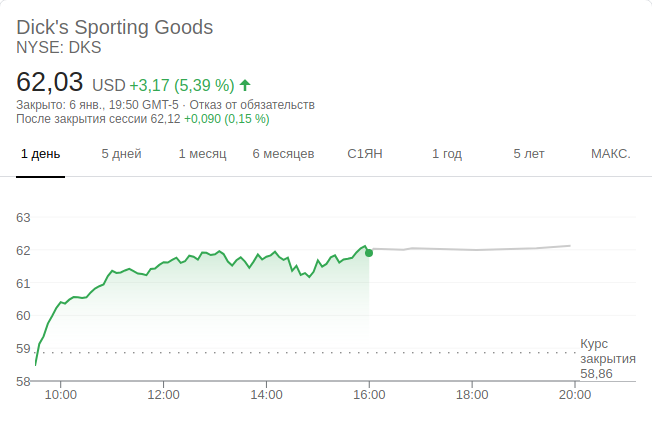 Dick's Sporting Goods
NYSE: DKS
62,03 USD +3,17 (5,39 %)
Закрыто: 6 янв., 19:50 GMT-5 · Отказ от обязательств
После закрытия сессии 62,12 +0,090 (0,15 %)
1 день 5 дней 1 месяц 6 месяцев С1ЯН 1 год 5 лет МАКС.
63
62
61
60
59
58
Курс
закрытия
58,86
10:00 12:00 14:00 16:00 18:00 20:00